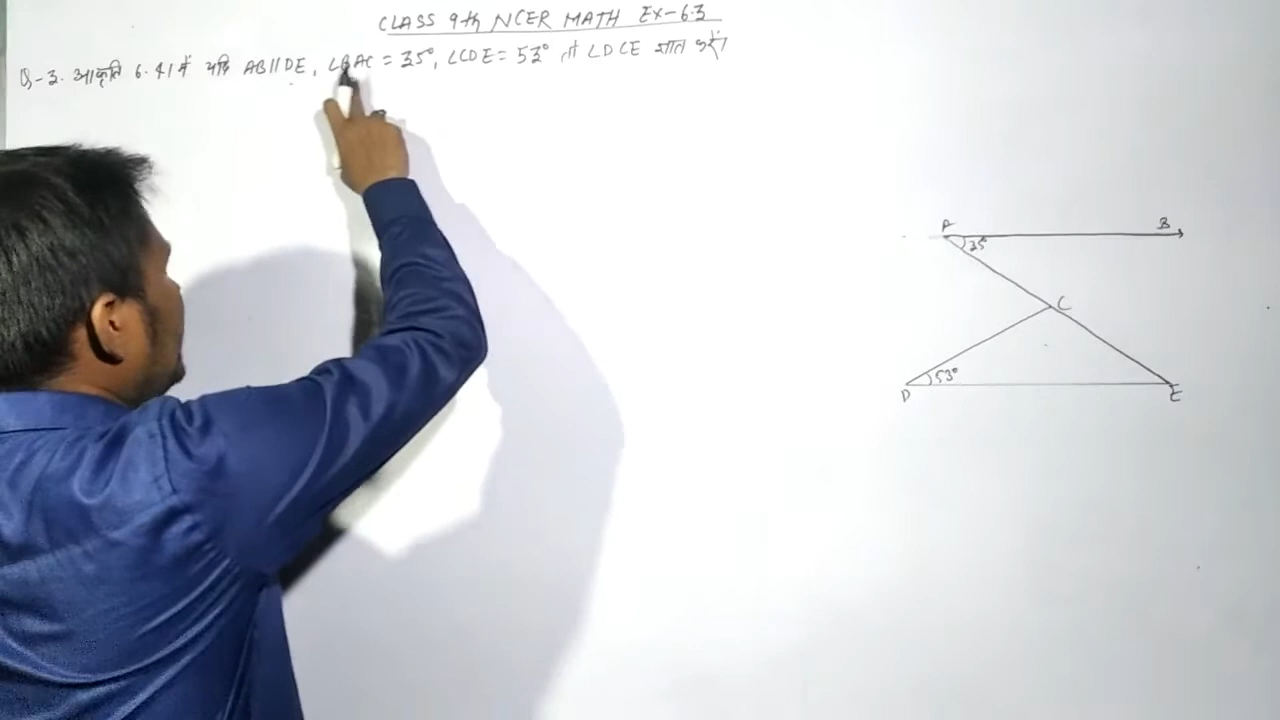 CLASS 9th NCER MATH EX-6.3
Q-3. आकृति 6.41 में यदि AB||DE, ∠BAC = 35°, ∠CDE = 53° तो ∠DCE ज्ञात करें।
A
B
35°
C
53°
D
E